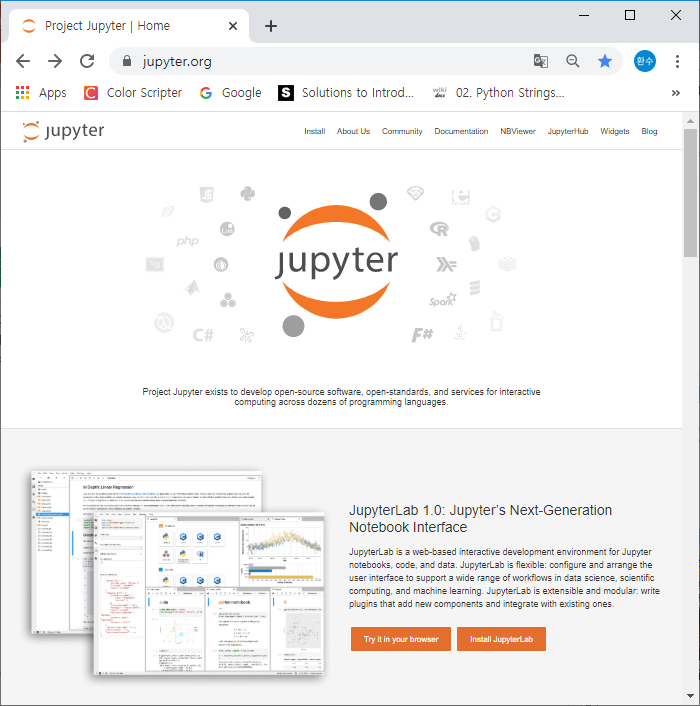 Project Jupyter | Home
jupyter.org
환수
Apps
Color Scripter
Google
S
Solutions to Introd...
wiki
docs
02. Python Strings...
»
jupyter
Install
About Us
Community
Documentation
NBViewer
JupyterHub
Widgets
Blog
php
R
jupyter
Spark
C#
F#
Project Jupyter exists to develop open-source software, open-standards, and services for interactive
computing across dozens of programming languages.
In Depth: Linear Regression
JupyterLab 1.0: Jupyter's Next-Generation
Notebook Interface
JupyterLab is a web-based interactive development environment for Jupyter
notebooks, code, and data. JupyterLab is flexible: configure and arrange the
user interface to support a wide range of workflows in data science, scientific
computing, and machine learning. JupyterLab is extensible and modular: write
plugins that add new components and integrate with existing ones.
Try it in your browser
Install JupyterLab